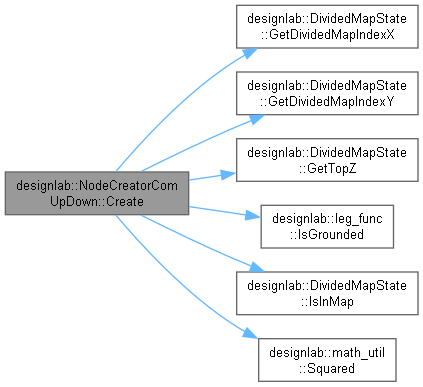 designlab::DividedMapState
::GetDividedMapIndexX
designlab::DividedMapState
::GetDividedMapIndexY
designlab::DividedMapState
::GetTopZ
designlab::NodeCreatorCom
UpDown::Create
designlab::leg_func
::IsGrounded
designlab::DividedMapState
::IsInMap
designlab::math_util
::Squared